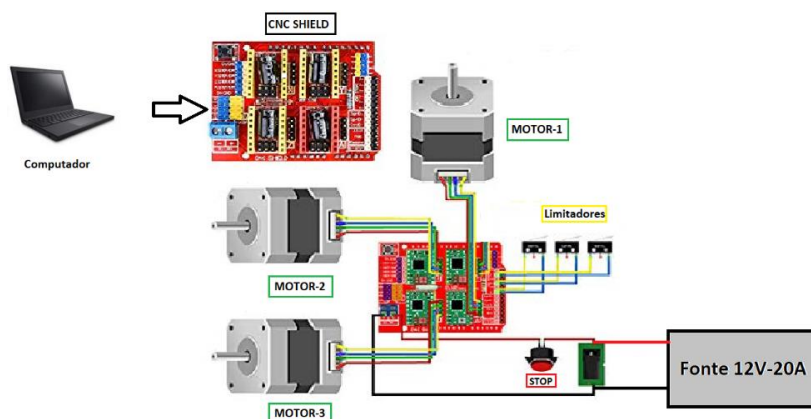 CNC SHIELD
Computador
MOTOR-1
Limitadores
MOTOR-2
STOP
Fonte 12V-20A
MOTOR-3